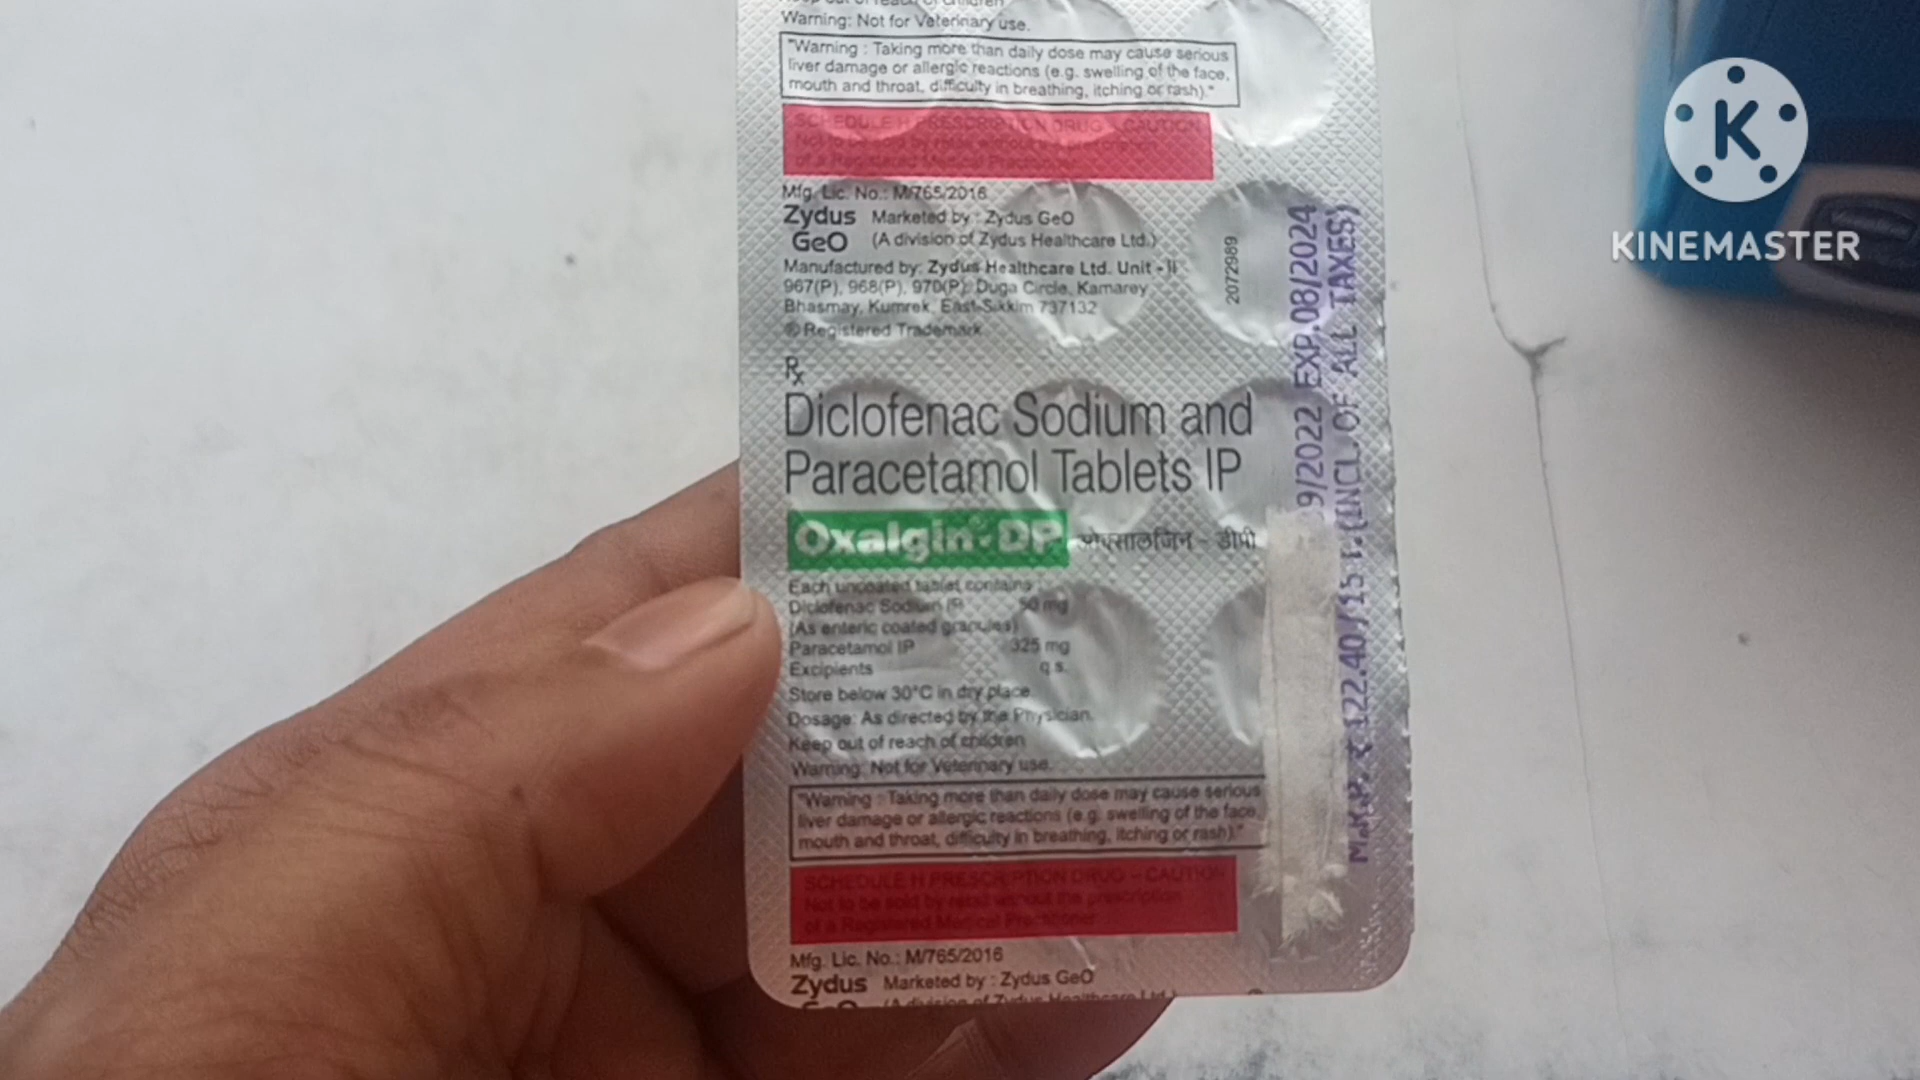 Warning: Not for Veterinary use.
"Warning : Taking more than daily dose may cause serious
liver damage or allergic reactions (e.g. swelling of the face,
mouth and throat, difficulty in breathing, itching or rash)."
SCHEDULE H PRESCRIPTION DRUG - CAUTION
Not to be sold by retail without the prescription
of a Registered Medical Practitioner
Mfg. Lic. No.: M/765/2016
Zydus Marketed by : Zydus GeO
GeO (A division of Zydus Healthcare Ltd.)
Manufactured by: Zydus Healthcare Ltd. Unit - II
967(P), 968(P), 970(P), Duga Circle, Kamarey
Bhasmay, Kumrek, East-Sikkim 737132
® Registered Trademark
Rx
Diclofenac Sodium and
Paracetamol Tablets IP
Oxalgin®-DP ओक्सालजिन - डीपी
Each uncoated tablet contains
Diclofenac Sodium IP 50 mg
(As enteric coated granules)
Paracetamol IP 325 mg
Excipients q s.
Store below 30°C in dry place
Dosage: As directed by the Physician.
Keep out of reach of children
Warning: Not for Veterinary use.
"Warning : Taking more than daily dose may cause serious
liver damage or allergic reactions (e.g. swelling of the face,
mouth and throat, difficulty in breathing, itching or rash)."
SCHEDULE H PRESCRIPTION DRUG - CAUTION
Not to be sold by retail without the prescription
of a Registered Medical Practitioner
Mfg. Lic. No.: M/765/2016
Zydus Marketed by : Zydus GeO
(A division of Zydus Healthcare Ltd.)
2072989
9/2022 EXP.08/2024
M.R.P. ₹ 122.40/15 T.(INCL.OF ALL TAXES)
K
KINEMASTER